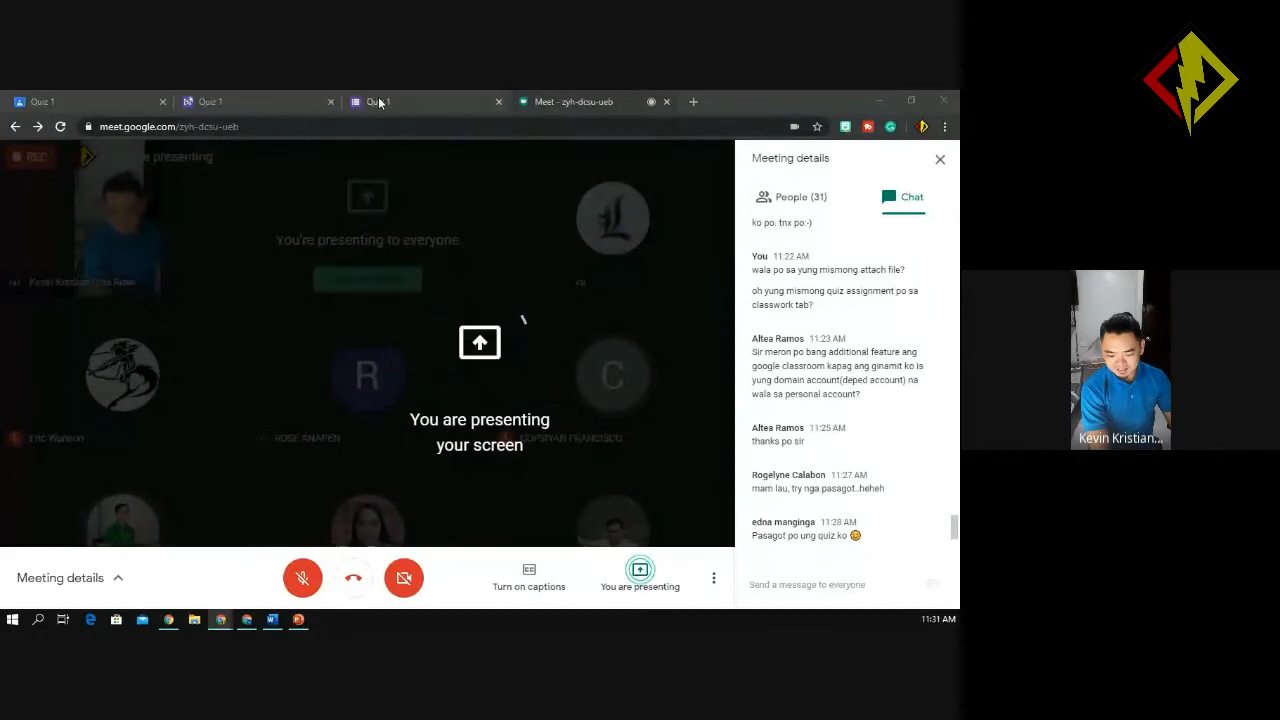 Quiz 1
Quiz 1
Quiz 1
Meet - zyh-dcsu-ueb
meet.google.com/zyh-dcsu-ueb
REC
presenting
You're presenting to everyone
You are presenting
your screen
R
C
Eric
ROSE ANAPEN
FRANCISCO
Meeting details
People (31)
Chat
ko po. tnx po:-)
You 11:22 AM
wala po sa yung mismong attach file?
oh yung mismong quiz assignment po sa
classwork tab?
Altea Ramos 11:23 AM
Sir meron po bang additional feature ang
google classroom kapag ang ginamit ko is
yung domain account(deped account) na
wala sa personal account?
Altea Ramos 11:25 AM
thanks po sir
Rogelyne Calabon 11:27 AM
mam lau, try nga pasagot..heheh
edna manginga 11:28 AM
Pasagot po ung quiz ko 😊
Send a message to everyone
Meeting details
Turn on captions
You are presenting
11:31 AM
Kevin Kristian...